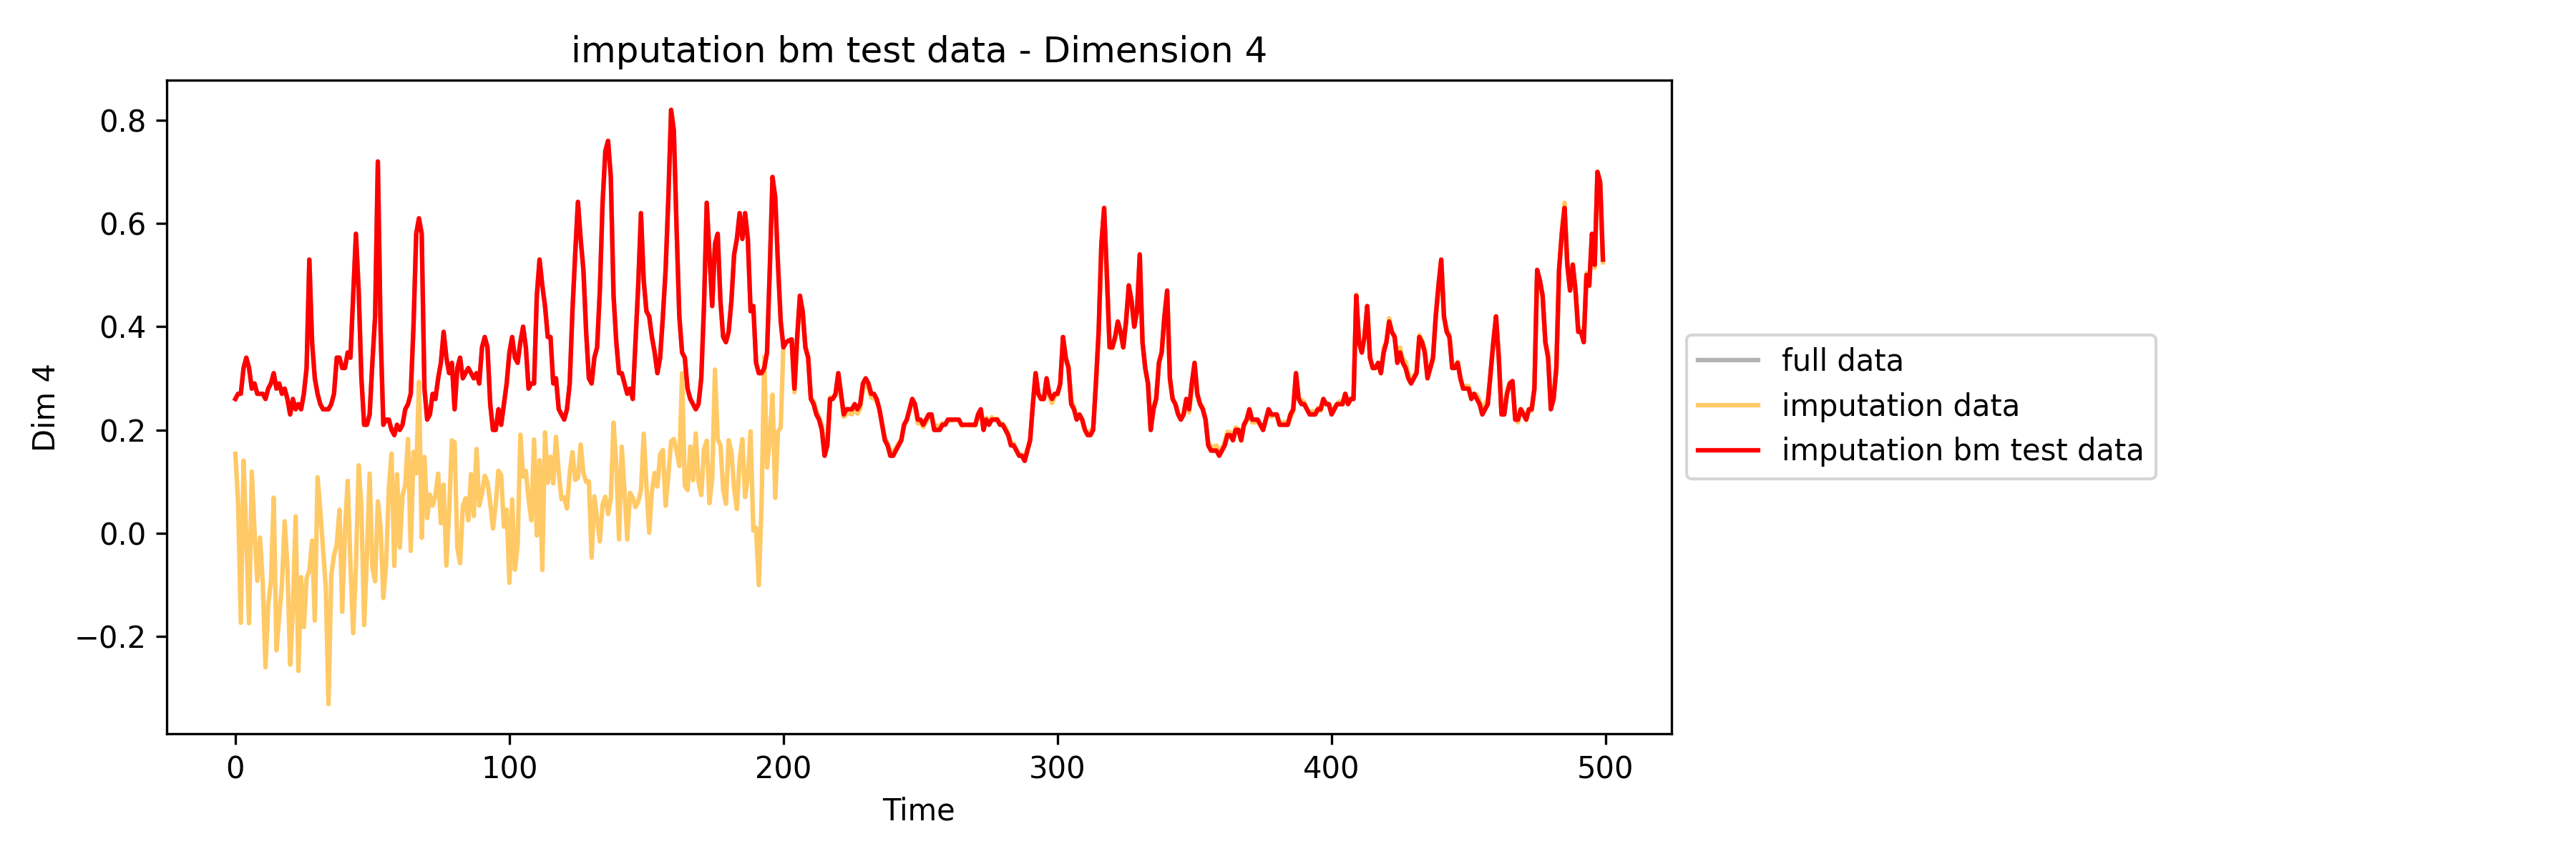 imputation bm test data - Dimension 4
0.8
0.6
0.4
0.2
0.0
−0.2
Dim 4
0 100 200 300 400 500
Time
full data
imputation data
imputation bm test data